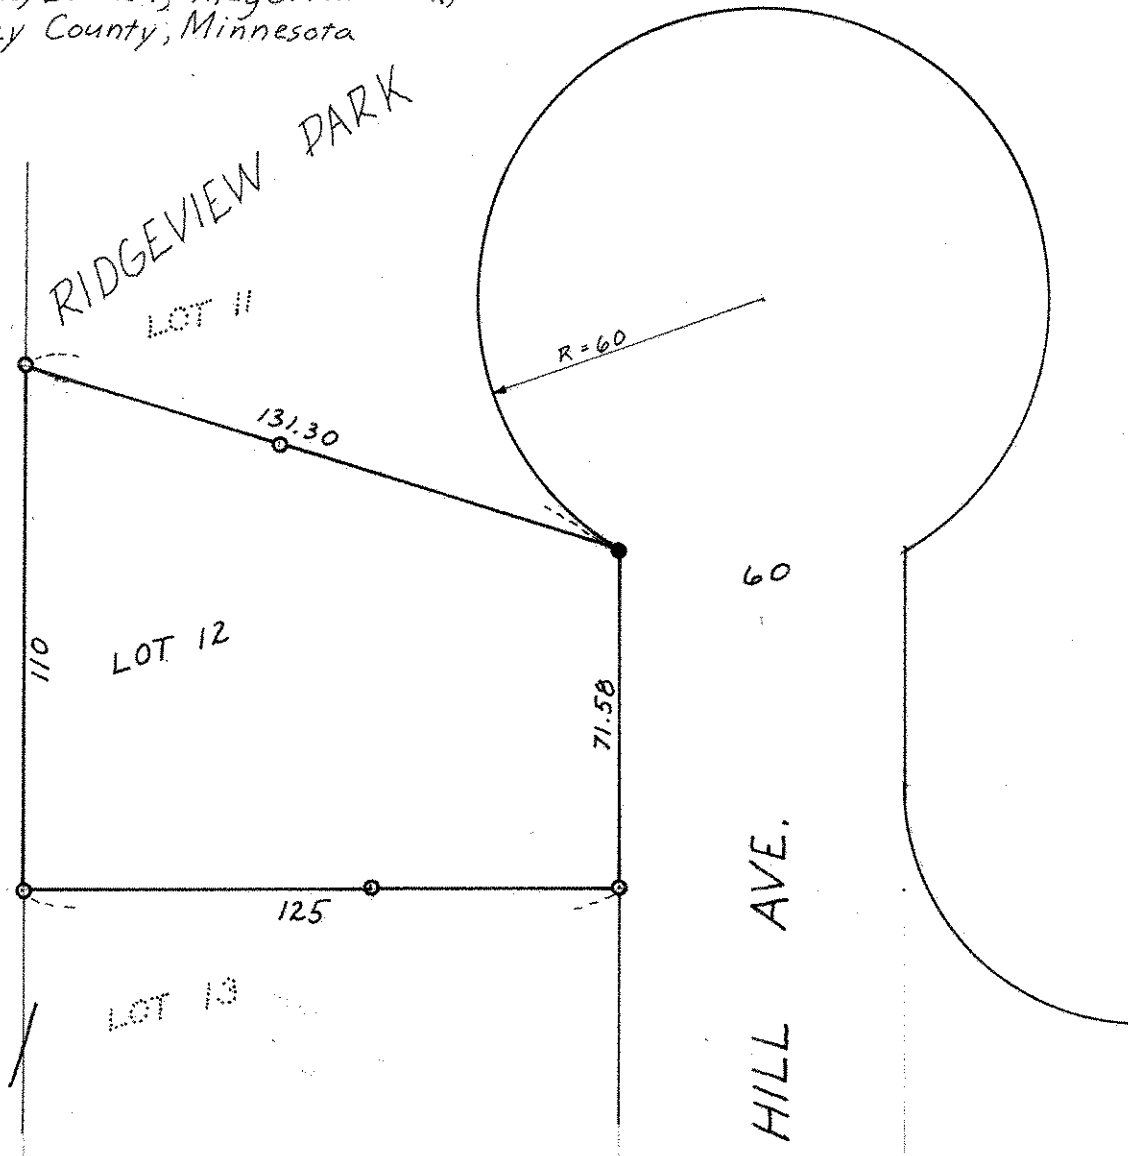 County, Minnesota
RIDGEVIEW PARK
LOT 11
R = 60
131.30
60
LOT 12
110
71.58
125
HILL AVE.
LOT 13